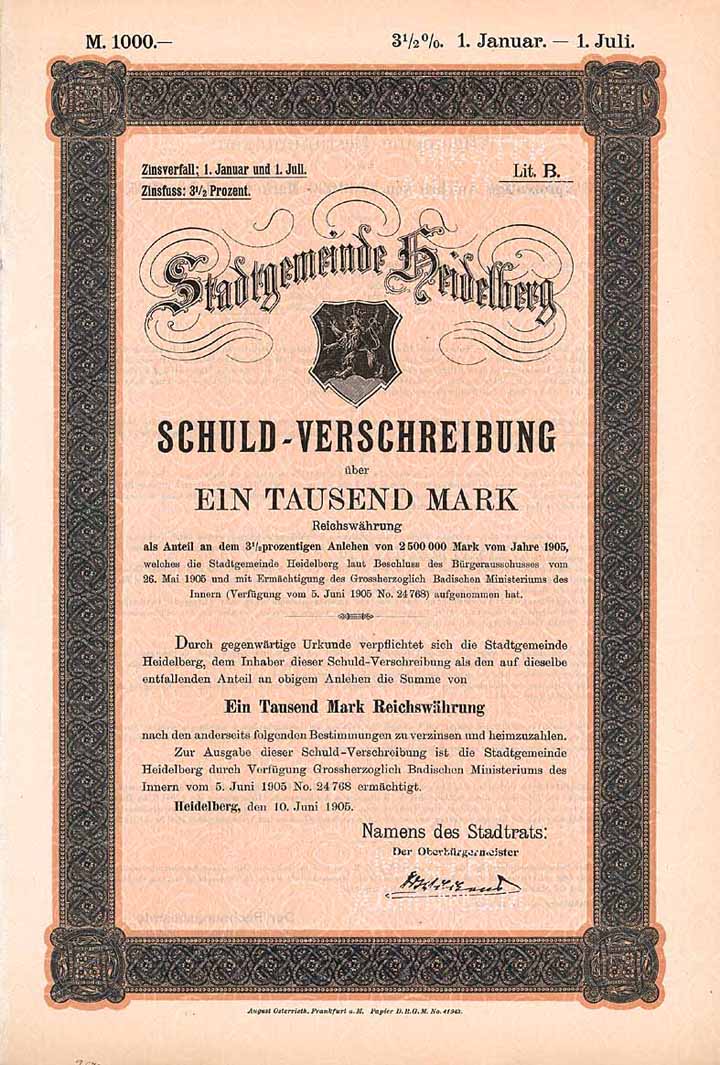 M. 1000.—
3½%. 1. Januar. — 1. Juli.
Zinsverfall; 1. Januar und 1. Juli.
Lit. B.
Zinsfuss: 3½ Prozent.
Stadtgemeinde Heidelberg
SCHULD-VERSCHREIBUNG
über
EIN TAUSEND MARK
Reichswährung
als Anteil an dem 3½prozentigen Anlehen von 2 500 000 Mark vom Jahre 1905,
welches die Stadtgemeinde Heidelberg laut Beschluss des Bürgerausschusses vom
26. Mai 1905 und mit Ermächtigung des Grossherzoglich Badischen Ministeriums des
Innern (Verfügung vom 5. Juni 1905 No. 24 768) aufgenommen hat.
Durch gegenwärtige Urkunde verpflichtet sich die Stadtgemeinde
Heidelberg, dem Inhaber dieser Schuld-Verschreibung als den auf dieselbe
entfallenden Anteil an obigem Anlehen die Summe von
Ein Tausend Mark Reichswährung
nach den anderseits folgenden Bestimmungen zu verzinsen und heimzuzahlen.
Zur Ausgabe dieser Schuld-Verschreibung ist die Stadtgemeinde
Heidelberg durch Verfügung Grossherzoglich Badischen Ministeriums des
Innern vom 5. Juni 1905 No. 24 768 ermächtigt.
Heidelberg, den 10. Juni 1905.
Namens des Stadtrats:
Der Oberbürgermeister
August Osterrieth, Frankfurt a. M. Papier D. R. G. M. No. 41943.